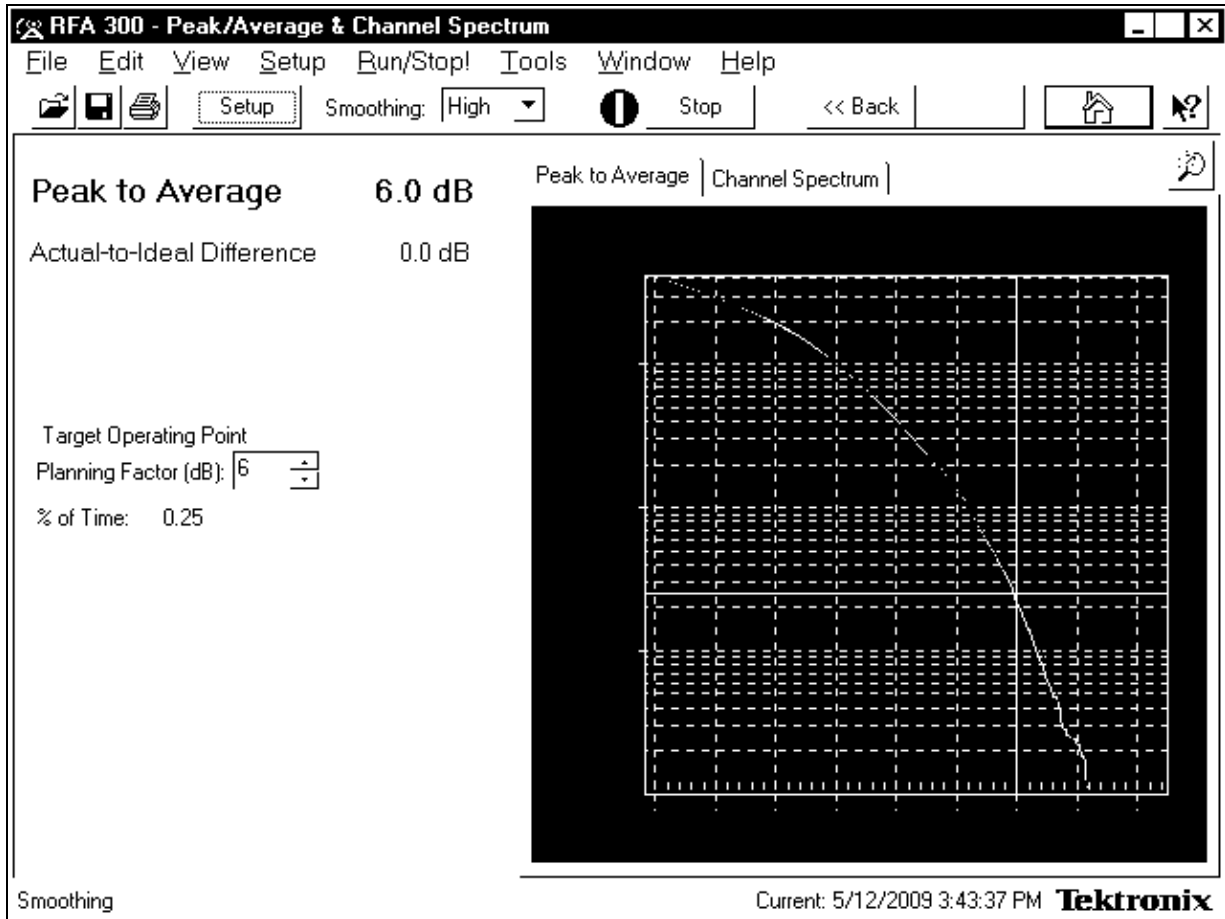 RFA 300 - Peak/Average & Channel Spectrum
File Edit View Setup Run/Stop! Tools Window Help
Setup Smoothing: High Stop << Back
Peak to Average 6.0 dB
Actual-to-Ideal Difference 0.0 dB
Target Operating Point
Planning Factor (dB): 6
% of Time: 0.25
Peak to Average Channel Spectrum
Smoothing Current: 5/12/2009 3:43:37 PM Tektronix